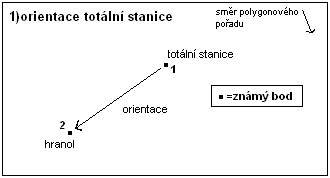 1)orientace totální stanice
směr polygonového
pořadu
totální stanice
1
=známý bod
orientace
2
hranol